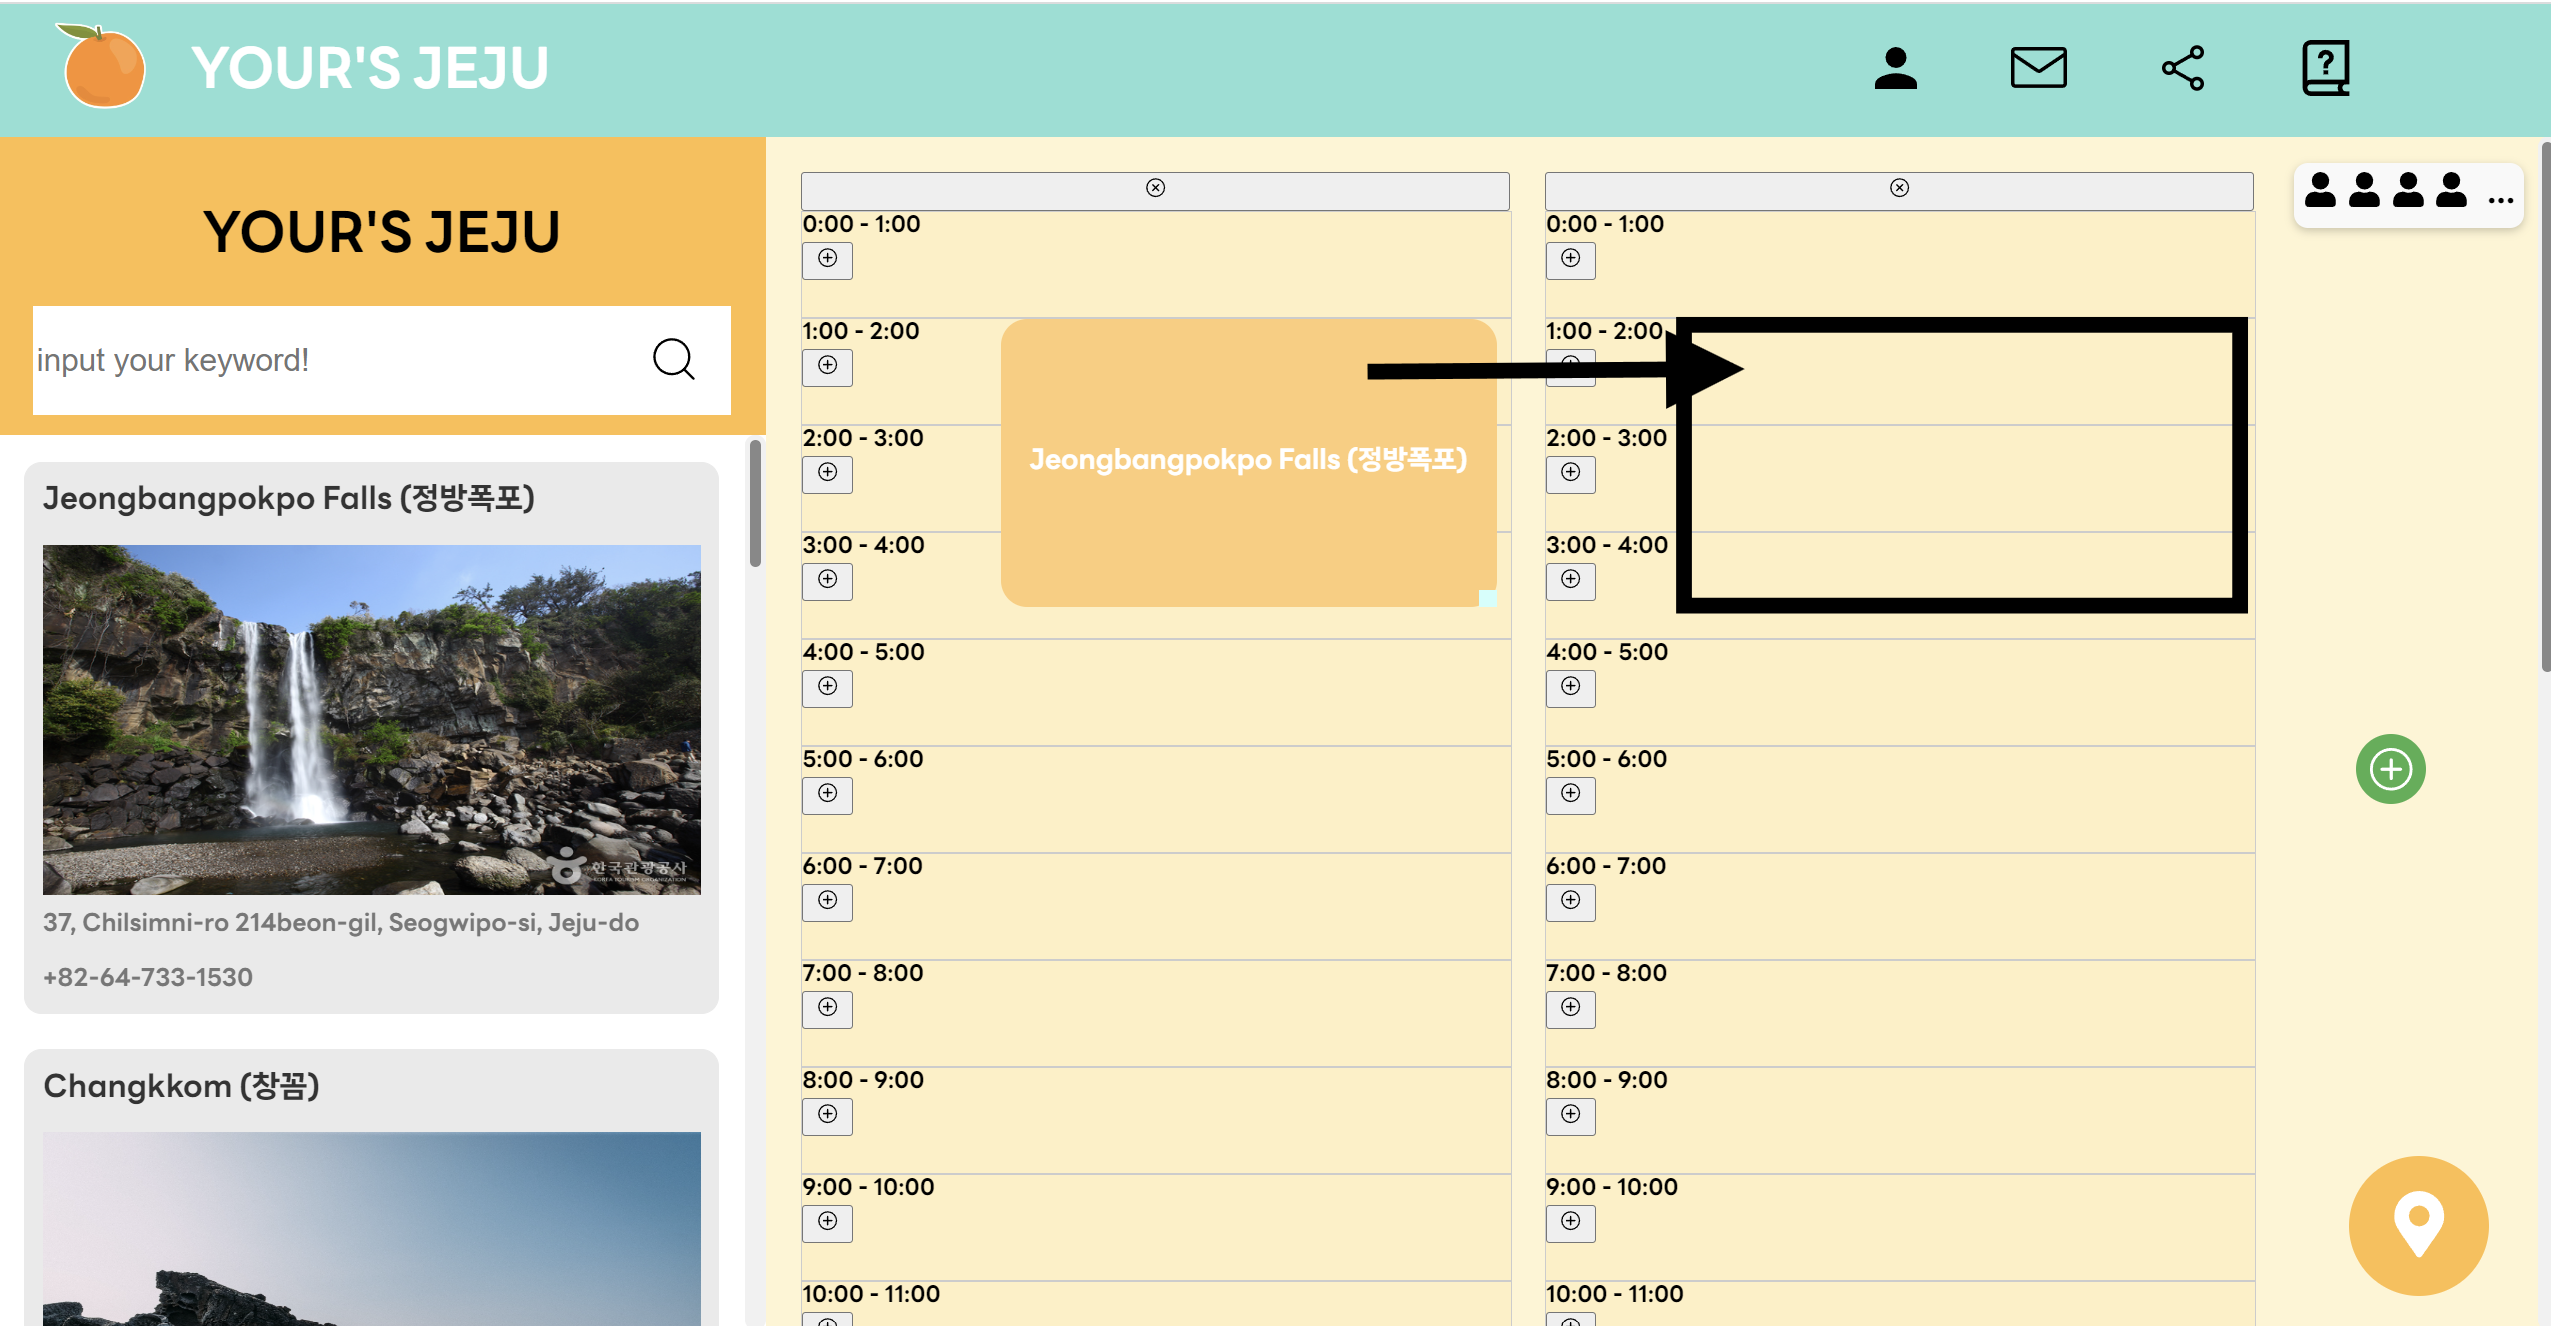 YOUR'S JEJU
YOUR'S JEJU
input your keyword!
Jeongbangpokpo Falls (정방폭포)
한국관광공사
KOREA TOURISM ORGANIZATION
37, Chilsimni-ro 214beon-gil, Seogwipo-si, Jeju-do
+82-64-733-1530
Changkkom (창꼼)
0:00 - 1:00
1:00 - 2:00
Jeongbangpokpo Falls (정방폭포)
2:00 - 3:00
3:00 - 4:00
4:00 - 5:00
5:00 - 6:00
6:00 - 7:00
7:00 - 8:00
8:00 - 9:00
9:00 - 10:00
10:00 - 11:00
0:00 - 1:00
1:00 - 2:00
2:00 - 3:00
3:00 - 4:00
4:00 - 5:00
5:00 - 6:00
6:00 - 7:00
7:00 - 8:00
8:00 - 9:00
9:00 - 10:00
10:00 - 11:00